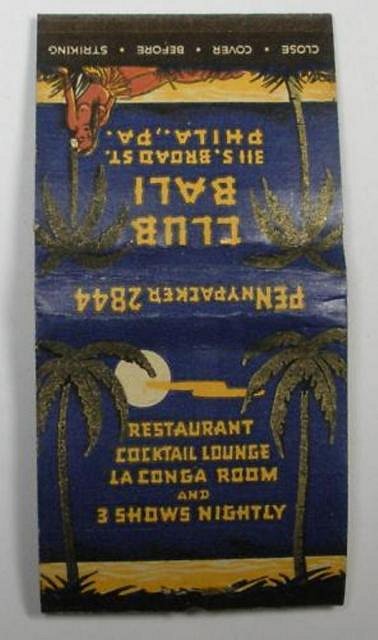 CLOSE • COVER • BEFORE • STRIKING
CLUB
BALI
311 S. BROAD ST.
PHILA., PA.
PENNYPACKER 2844
RESTAURANT
COCKTAIL LOUNGE
LA CONGA ROOM
AND
3 SHOWS NIGHTLY